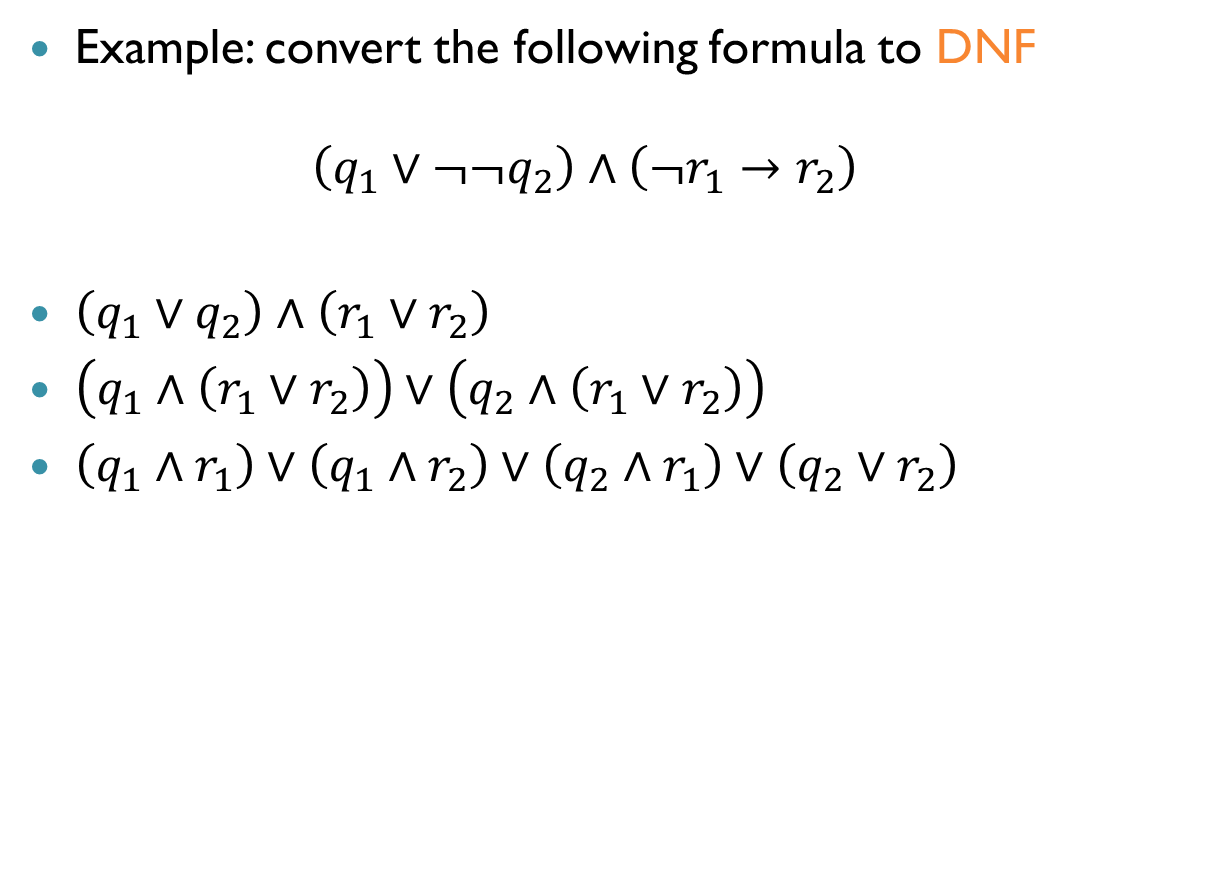 • Example: convert the following formula to DNF
(q₁ ∨ ¬¬q₂) ∧ (¬r₁ → r₂)
• (q₁ ∨ q₂) ∧ (r₁ ∨ r₂)
• (q₁ ∧ (r₁ ∨ r₂)) ∨ (q₂ ∧ (r₁ ∨ r₂))
• (q₁ ∧ r₁) ∨ (q₁ ∧ r₂) ∨ (q₂ ∧ r₁) ∨ (q₂ ∨ r₂)